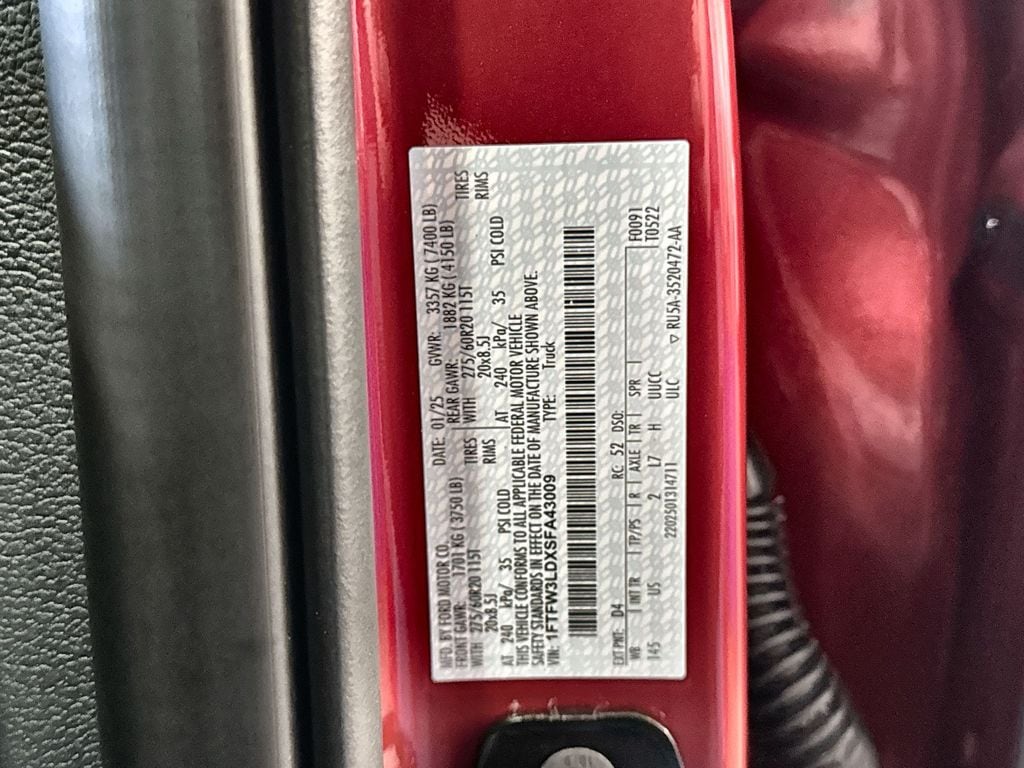 MFD. BY FORD MOTOR CO.
DATE: 01/25 GVWR: 3357 KG ( 7400 LB)
FRONT GAWR: 1701 KG ( 3750 LB)
REAR GAWR: 1882 KG ( 4150 LB)
WITH 275/60R20 115T TIRES
WITH 275/60R20 115T TIRES
20x8.5J RIMS
20x8.5J RIMS
AT 240 kPa/ 35 PSI COLD
AT 240 kPa/ 35 PSI COLD
THIS VEHICLE CONFORMS TO ALL APPLICABLE FEDERAL MOTOR VEHICLE
SAFETY STANDARDS IN EFFECT ON THE DATE OF MANUFACTURE SHOWN ABOVE.
VIN: 1FTFW3LDXSFA43009
TYPE: Truck
EXT PNT: D4 RC: 52 DSO:
WB INT TR TP/PS R AXLE TR SPR F0091
145 US 2 L7 H UUCC T0522
2202501314711 ULC
▽ RU5A-3520472-AA